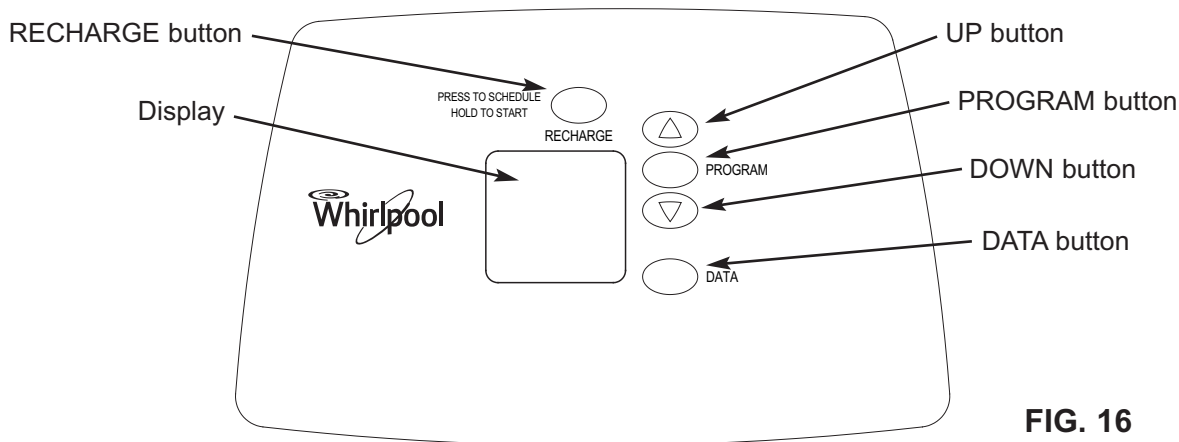 RECHARGE button
UP button
PROGRAM button
Display
PRESS TO SCHEDULE
HOLD TO START
RECHARGE
PROGRAM
DOWN button
Whirlpool
DATA button
DATA
FIG. 16